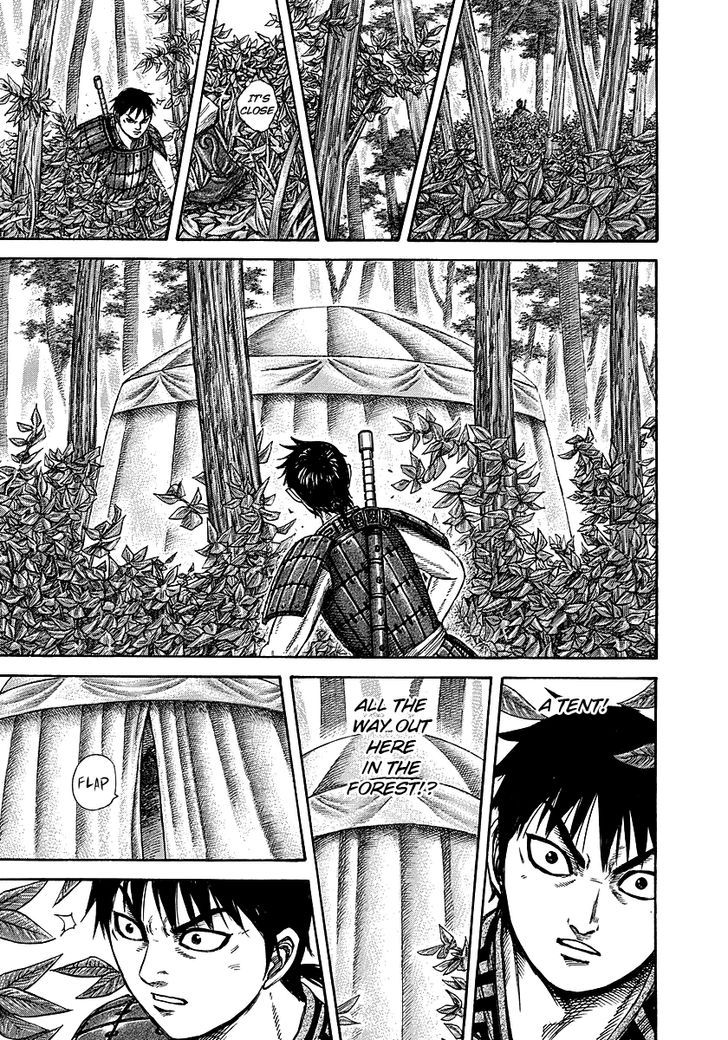 IT'S
CLOSE
A TENT!
ALL THE
WAY OUT
HERE
IN THE
FOREST!?
FLAP